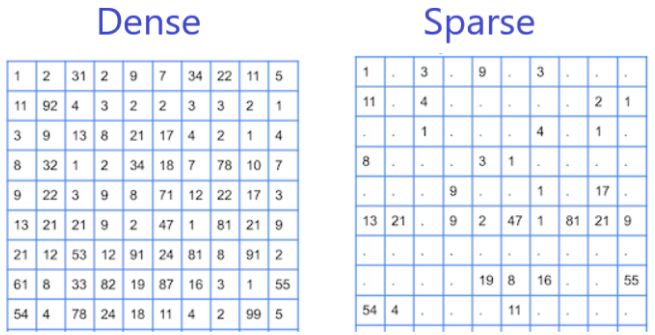 Dense
1 2 31 2 9 7 34 22 11 5
11 92 4 3 2 2 3 3 2 1
3 9 13 8 21 17 4 2 1 4
8 32 1 2 34 18 7 78 10 7
9 22 3 9 8 71 12 22 17 3
13 21 21 9 2 47 1 81 21 9
21 12 53 12 91 24 81 8 91 2
61 8 33 82 19 87 16 3 1 55
54 4 78 24 18 11 4 2 99 5
Sparse
1 . 3 . 9 . 3 . . .
11 . 4 . . . . . 2 1
. . 1 . . . 4 . 1 .
8 . . . 3 1 . . . .
. . . 9 . . 1 . 17 .
13 21 . 9 2 47 1 81 21 9
. . . . . . . . . .
. . . . 19 8 16 . . 55
54 4 . . . 11 . . . .